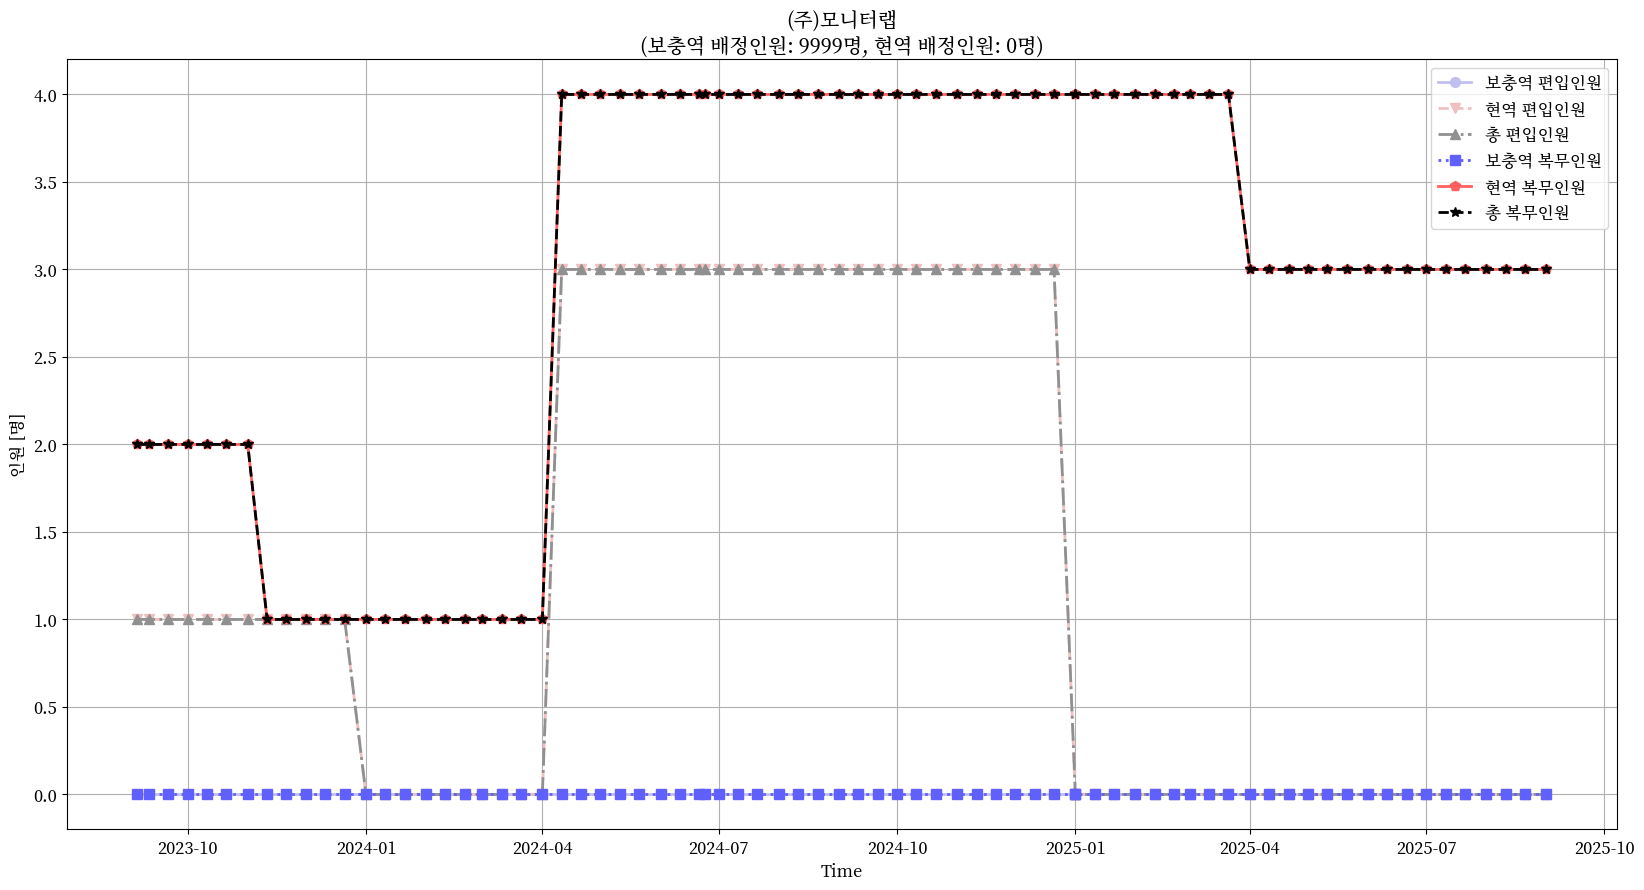 (주)모니터랩
(보충역 배정인원: 9999명, 현역 배정인원: 0명)
보충역 편입인원
현역 편입인원
총 편입인원
보충역 복무인원
현역 복무인원
총 복무인원
인원 [명]
4.0
3.5
3.0
2.5
2.0
1.5
1.0
0.5
0.0
2023-10 2024-01 2024-04 2024-07 2024-10 2025-01 2025-04 2025-07 2025-10
Time